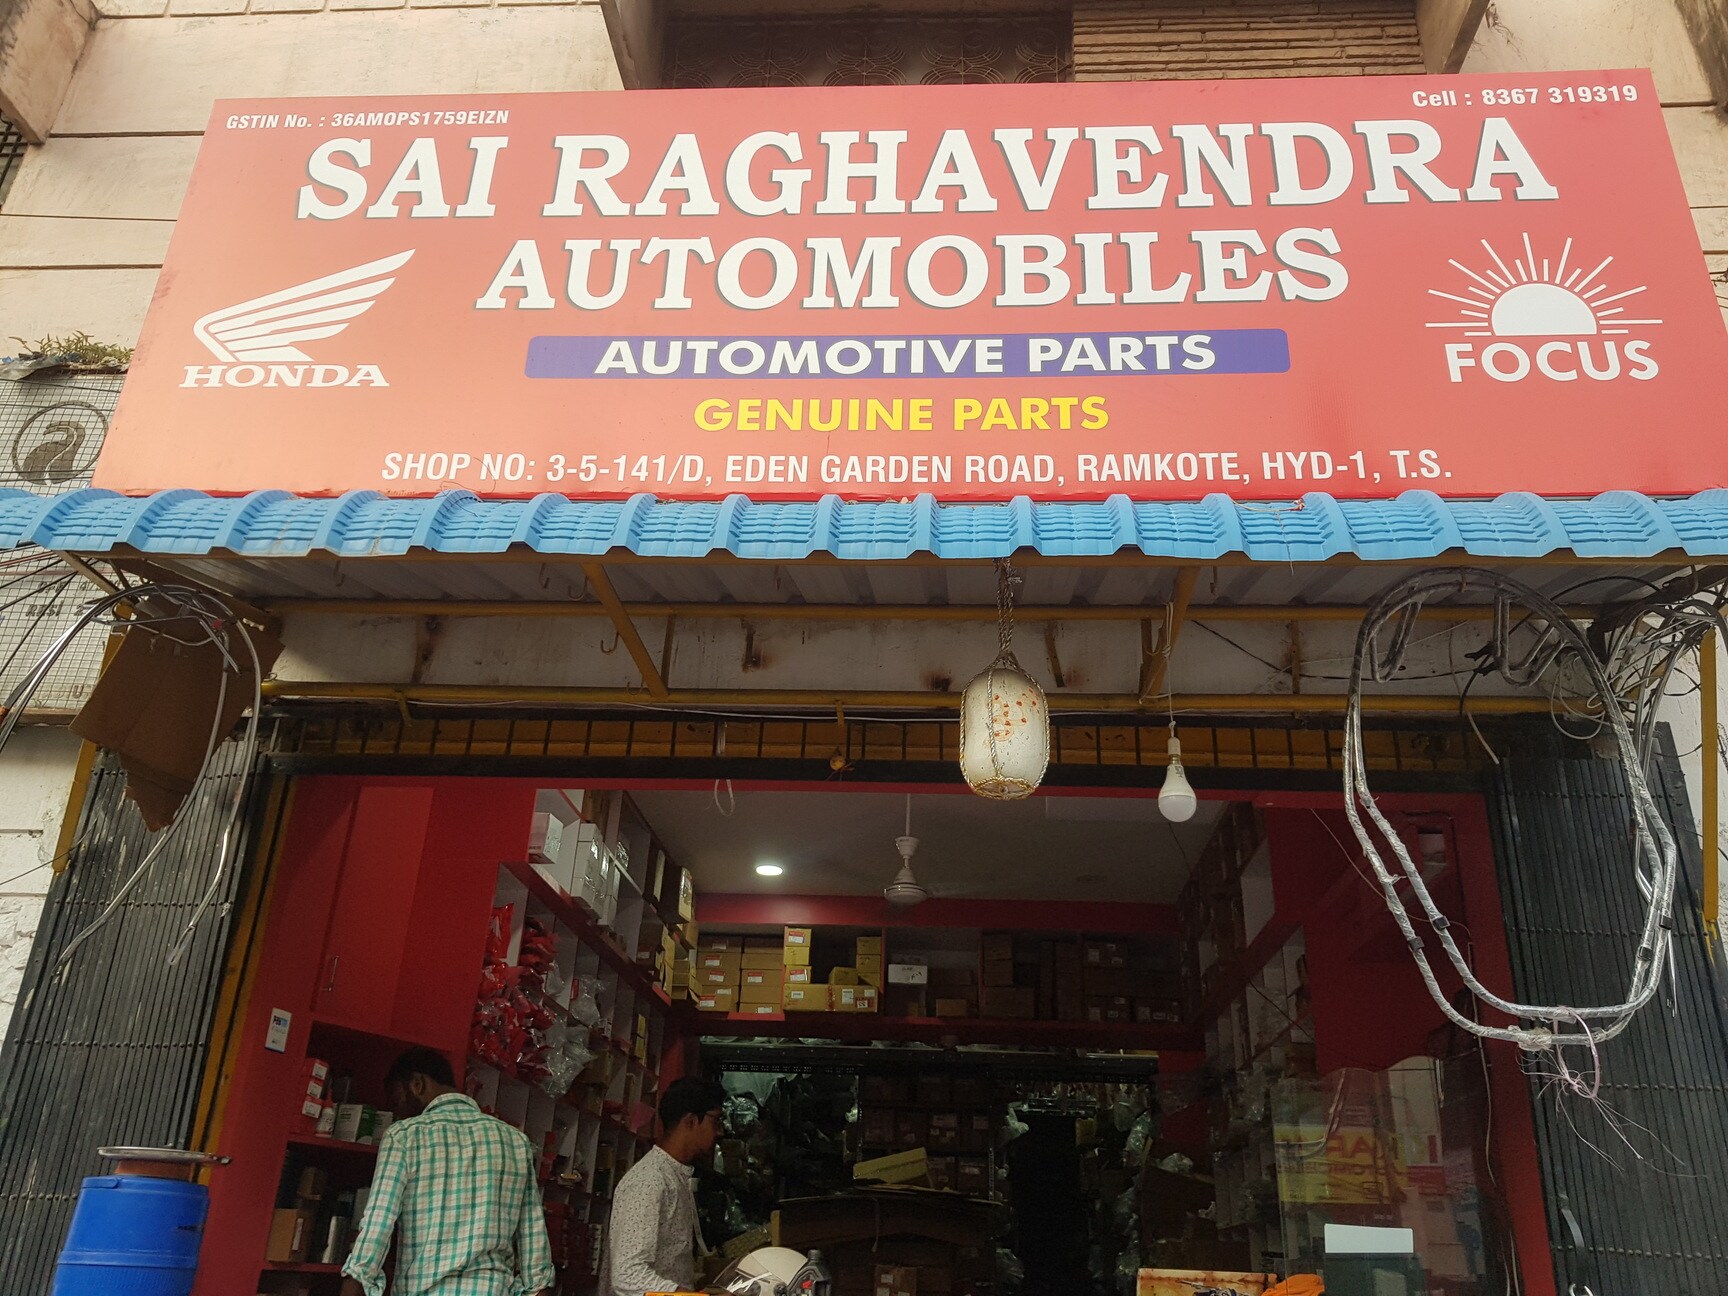 GSTIN No. : 36AMOPS1759EIZN
Cell : 8367 319319
SAI RAGHAVENDRA
AUTOMOBILES
HONDA
AUTOMOTIVE PARTS
FOCUS
GENUINE PARTS
SHOP NO: 3-5-141/D, EDEN GARDEN ROAD, RAMKOTE, HYD-1, T.S.